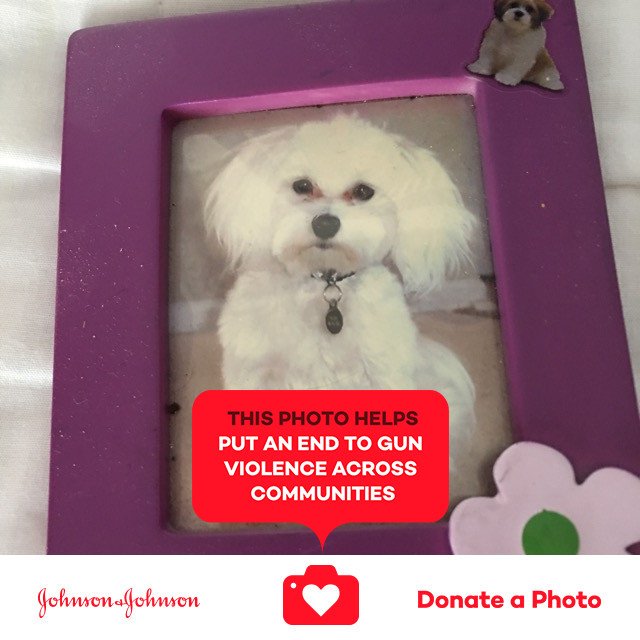 THIS PHOTO HELPS
PUT AN END TO GUN
VIOLENCE ACROSS
COMMUNITIES
Johnson & Johnson
Donate a Photo